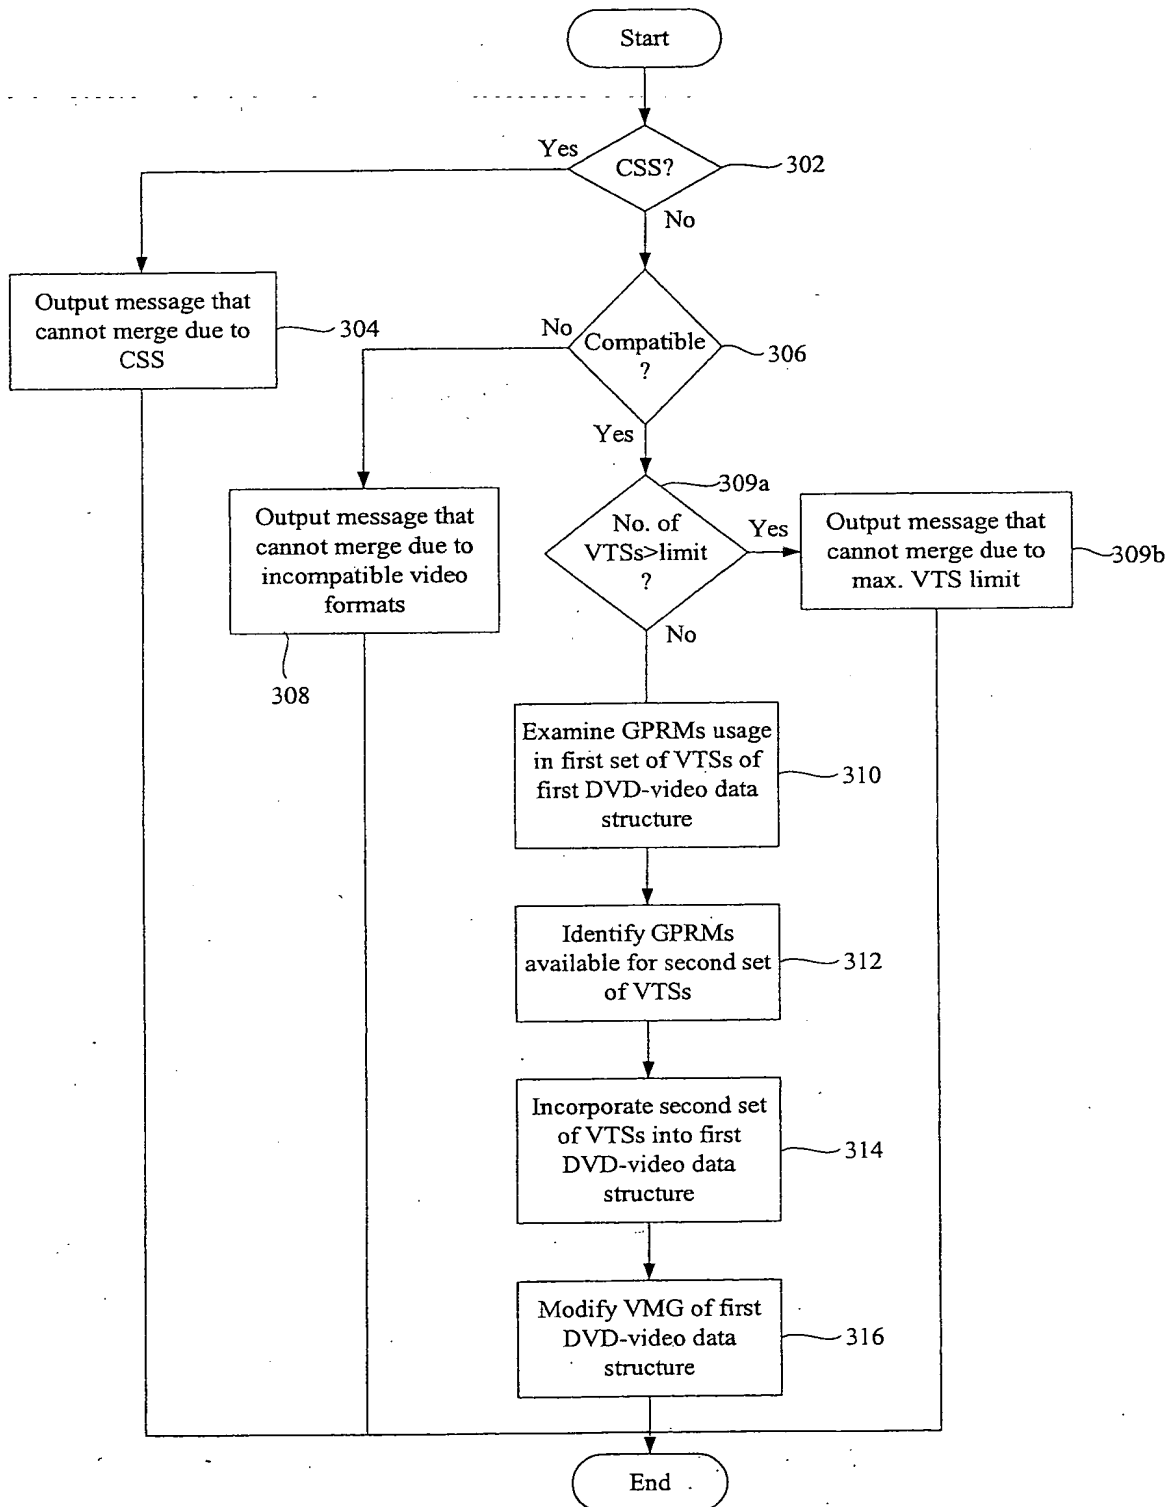 Start
Yes
CSS?
302
No
Output message that
cannot merge due to
CSS
304
No
Compatible
?
306
Yes
309a
Output message that
cannot merge due to
incompatible video
formats
308
No. of
VTSs>limit
?
Yes
Output message that
cannot merge due to
max. VTS limit
309b
No
Examine GPRMs usage
in first set of VTSs of
first DVD-video data
structure
310
Identify GPRMs
available for second set
of VTSs
312
Incorporate second set
of VTSs into first
DVD-video data
structure
314
Modify VMG of first
DVD-video data
structure
316
End